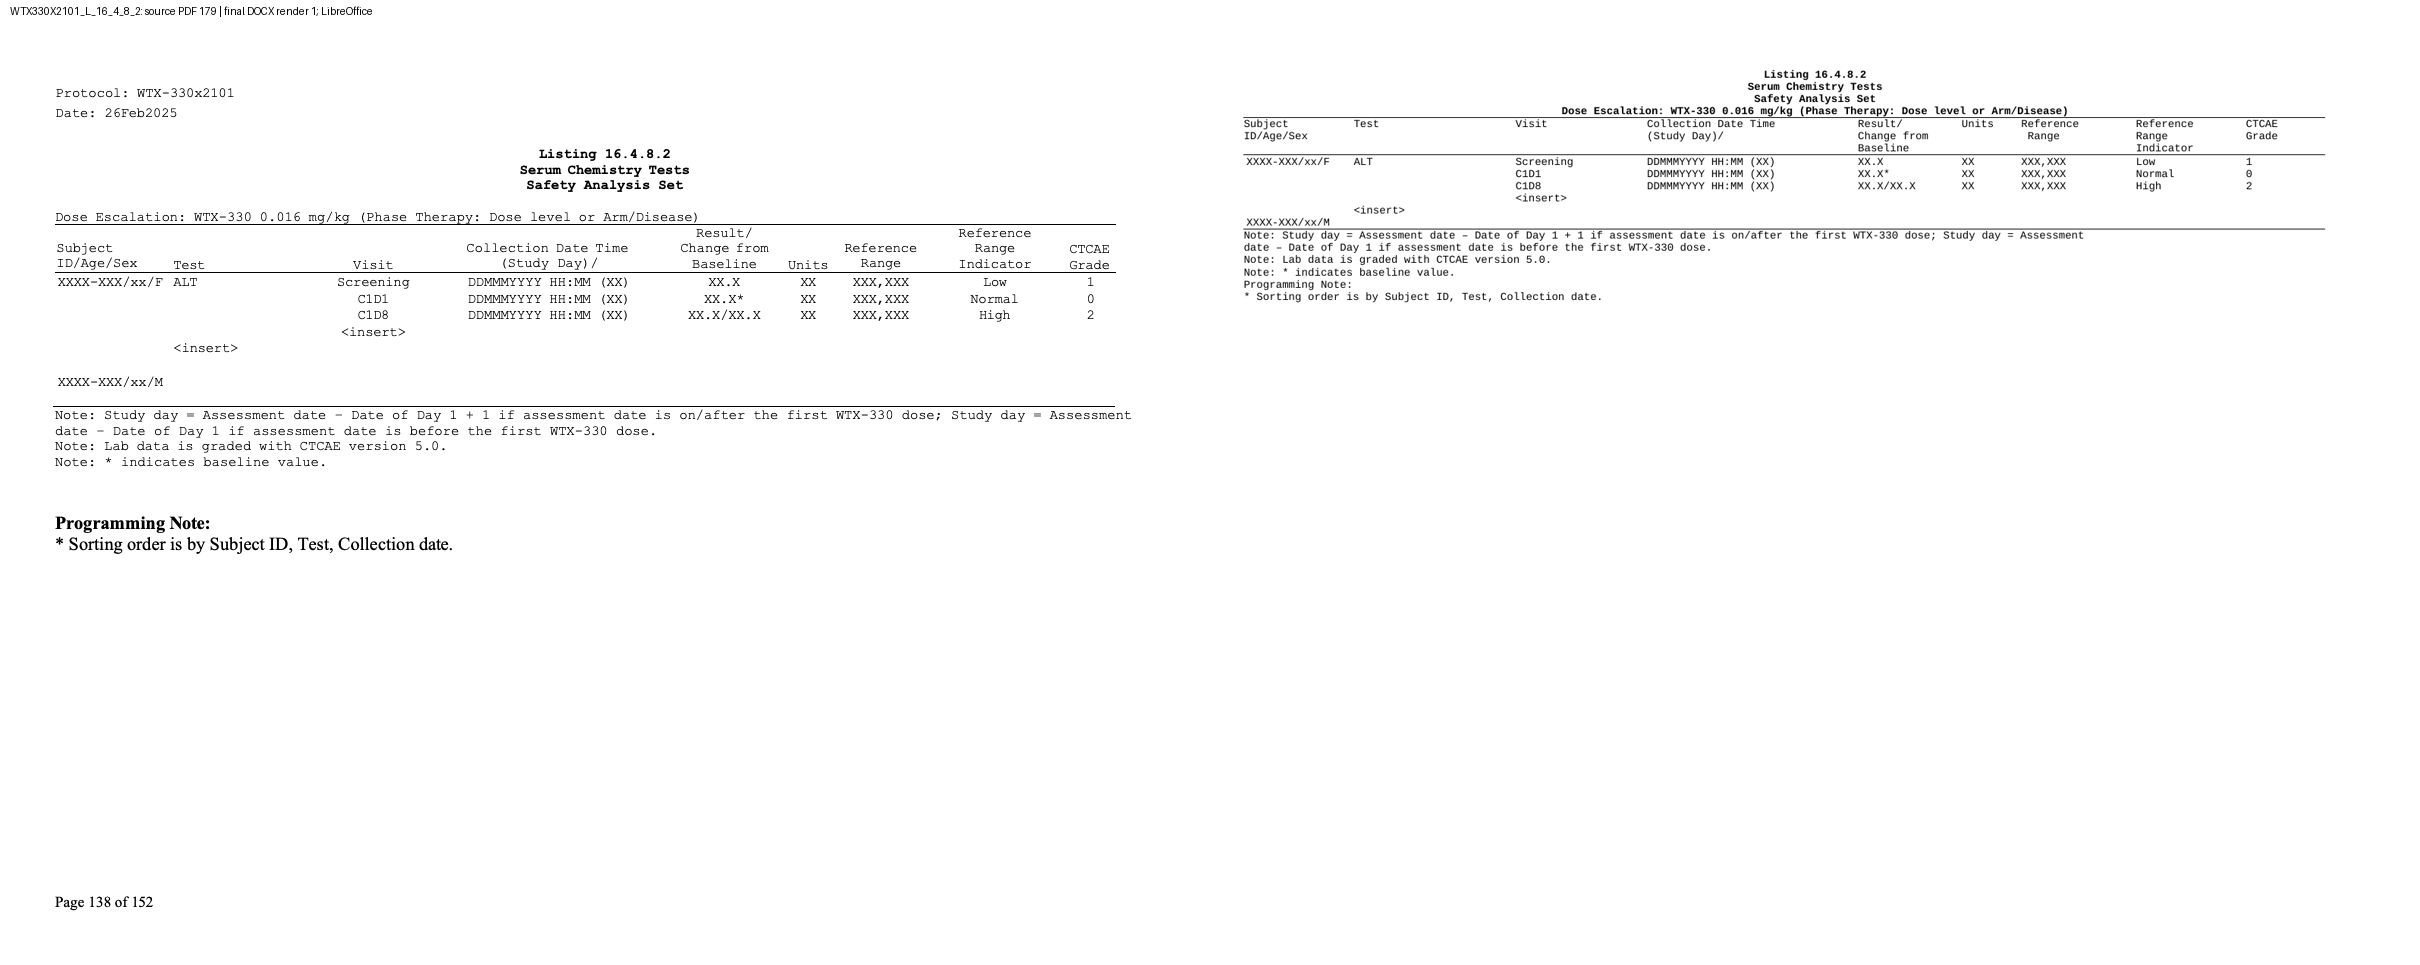 WTX330X2101_L_16_4_8_2: source PDF 179 | final DOCX render 1; LibreOffice
Protocol: WTX-330x2101
Date: 26Feb2025
Listing 16.4.8.2
Serum Chemistry Tests
Safety Analysis Set
Dose Escalation: WTX-330 0.016 mg/kg (Phase Therapy: Dose level or Arm/Disease)
Result/ Reference
Subject Collection Date Time Change from Reference Range CTCAE
ID/Age/Sex Test Visit (Study Day)/ Baseline Units Range Indicator Grade
XXXX-XXX/xx/F ALT Screening DDMMMYYYY HH:MM (XX) XX.X XX XXX,XXX Low 1
C1D1 DDMMMYYYY HH:MM (XX) XX.X* XX XXX,XXX Normal 0
C1D8 DDMMMYYYY HH:MM (XX) XX.X/XX.X XX XXX,XXX High 2
<insert>
<insert>
XXXX-XXX/xx/M
Note: Study day = Assessment date – Date of Day 1 + 1 if assessment date is on/after the first WTX-330 dose; Study day = Assessment
date – Date of Day 1 if assessment date is before the first WTX-330 dose.
Note: Lab data is graded with CTCAE version 5.0.
Note: * indicates baseline value.
Programming Note:
* Sorting order is by Subject ID, Test, Collection date.
Page 138 of 152
Listing 16.4.8.2
Serum Chemistry Tests
Safety Analysis Set
Dose Escalation: WTX-330 0.016 mg/kg (Phase Therapy: Dose level or Arm/Disease)
Subject Test Visit Collection Date Time Result/ Units Reference Reference CTCAE
ID/Age/Sex (Study Day)/ Change from Range Range Grade
Baseline Indicator
XXXX-XXX/xx/F ALT Screening DDMMMYYYY HH:MM (XX) XX.X XX XXX,XXX Low 1
C1D1 DDMMMYYYY HH:MM (XX) XX.X* XX XXX,XXX Normal 0
C1D8 DDMMMYYYY HH:MM (XX) XX.X/XX.X XX XXX,XXX High 2
<insert>
<insert>
XXXX-XXX/xx/M
Note: Study day = Assessment date – Date of Day 1 + 1 if assessment date is on/after the first WTX-330 dose; Study day = Assessment
date – Date of Day 1 if assessment date is before the first WTX-330 dose.
Note: Lab data is graded with CTCAE version 5.0.
Note: * indicates baseline value.
Programming Note:
* Sorting order is by Subject ID, Test, Collection date.